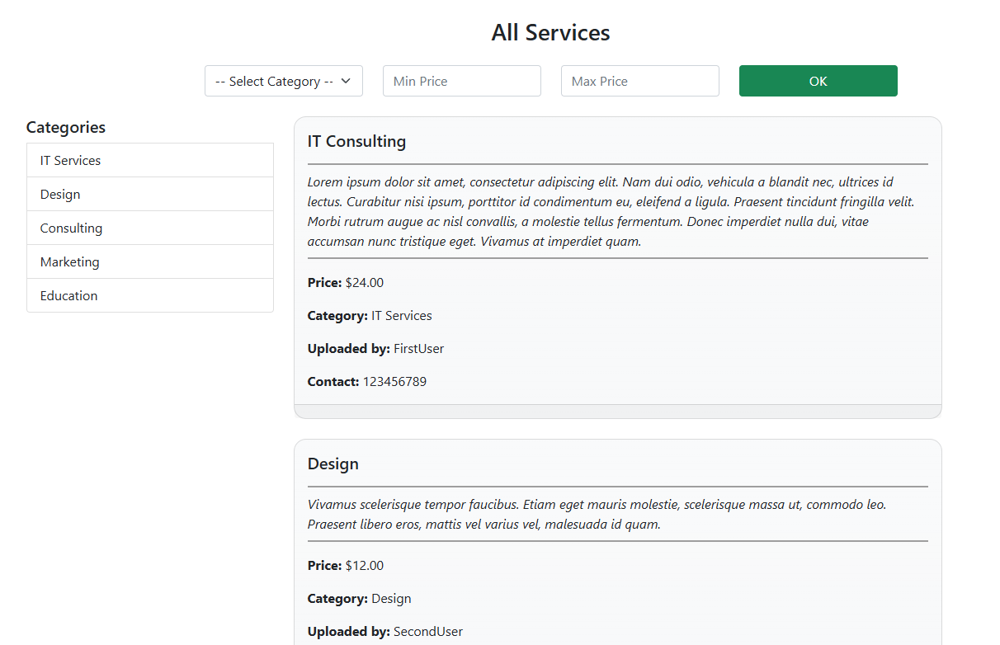 All Services
-- Select Category --
Min Price
Max Price
OK
Categories
IT Services
Design
Consulting
Marketing
Education
IT Consulting
Lorem ipsum dolor sit amet, consectetur adipiscing elit. Nam dui odio, vehicula a blandit nec, ultrices id
lectus. Curabitur nisi ipsum, porttitor id condimentum eu, eleifend a ligula. Praesent tincidunt fringilla velit.
Morbi rutrum augue ac nisl convallis, a molestie tellus fermentum. Donec imperdiet nulla dui, vitae
accumsan nunc tristique eget. Vivamus at imperdiet quam.
Price: $24.00
Category: IT Services
Uploaded by: FirstUser
Contact: 123456789
Design
Vivamus scelerisque tempor faucibus. Etiam eget mauris molestie, scelerisque massa ut, commodo leo.
Praesent libero eros, mattis vel varius vel, malesuada id quam.
Price: $12.00
Category: Design
Uploaded by: SecondUser